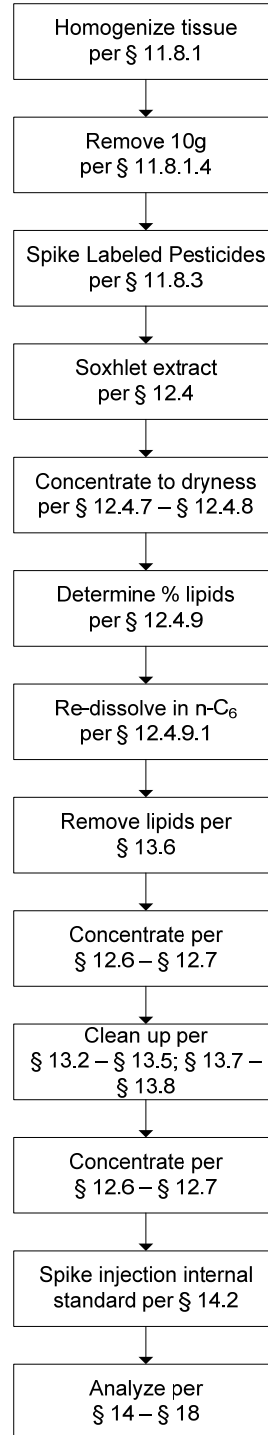 Homogenize tissue
per § 11.8.1
Remove 10g
per § 11.8.1.4
Spike Labeled Pesticides
per § 11.8.3
Soxhlet extract
per § 12.4
Concentrate to dryness
per § 12.4.7 – § 12.4.8
Determine % lipids
per § 12.4.9
Re-dissolve in n-C₆
per § 12.4.9.1
Remove lipids per
§ 13.6
Concentrate per
§ 12.6 – § 12.7
Clean up per
§ 13.2 – § 13.5; § 13.7 –
§ 13.8
Concentrate per
§ 12.6 – § 12.7
Spike injection internal
standard per § 14.2
Analyze per
§ 14 – § 18